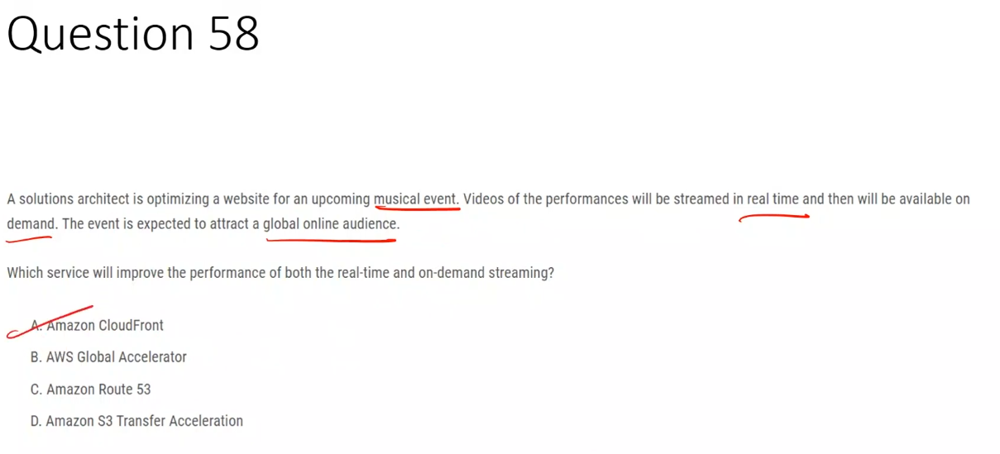 Question 58
A solutions architect is optimizing a website for an upcoming musical event. Videos of the performances will be streamed in real time and then will be available on
demand. The event is expected to attract a global online audience.
Which service will improve the performance of both the real-time and on-demand streaming?
A. Amazon CloudFront
B. AWS Global Accelerator
C. Amazon Route 53
D. Amazon S3 Transfer Acceleration